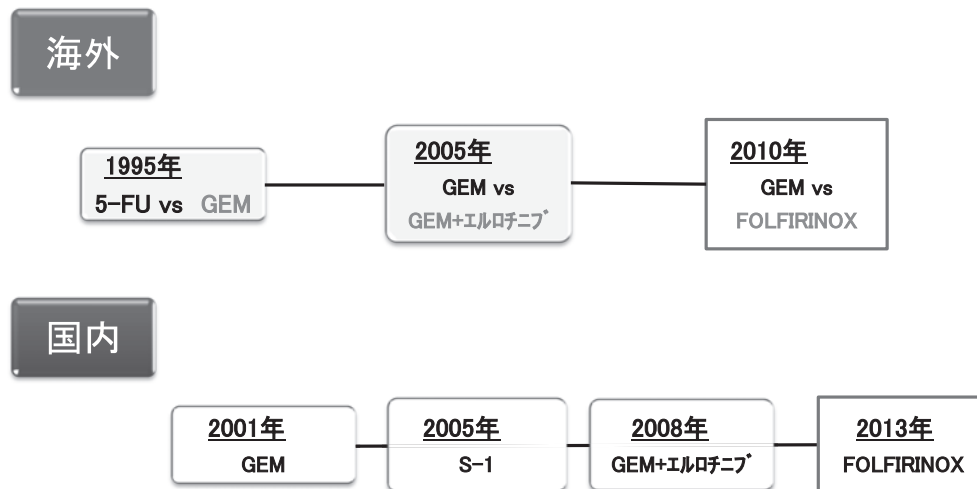 海外
1995年
5-FU vs GEM
2005年
GEM vs
GEM+ｴﾙﾛﾁﾆﾌﾞ
2010年
GEM vs
FOLFIRINOX
国内
2001年
GEM
2005年
S-1
2008年
GEM+ｴﾙﾛﾁﾆﾌﾞ
2013年
FOLFIRINOX